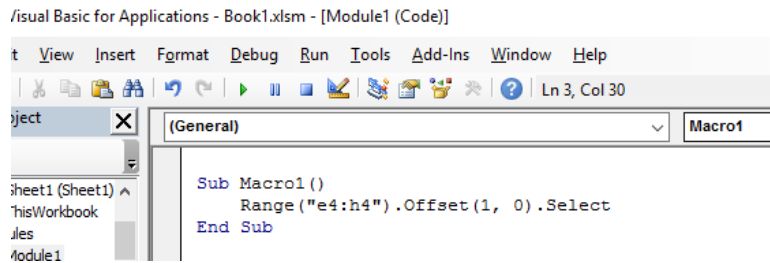 Visual Basic for Applications - Book1.xlsm - [Module1 (Code)]
View Insert Format Debug Run Tools Add-Ins Window Help
Ln 3, Col 30
(General) Macro1
Sheet1 (Sheet1)
ThisWorkbook
Module1
Sub Macro1()
Range("e4:h4").Offset(1, 0).Select
End Sub